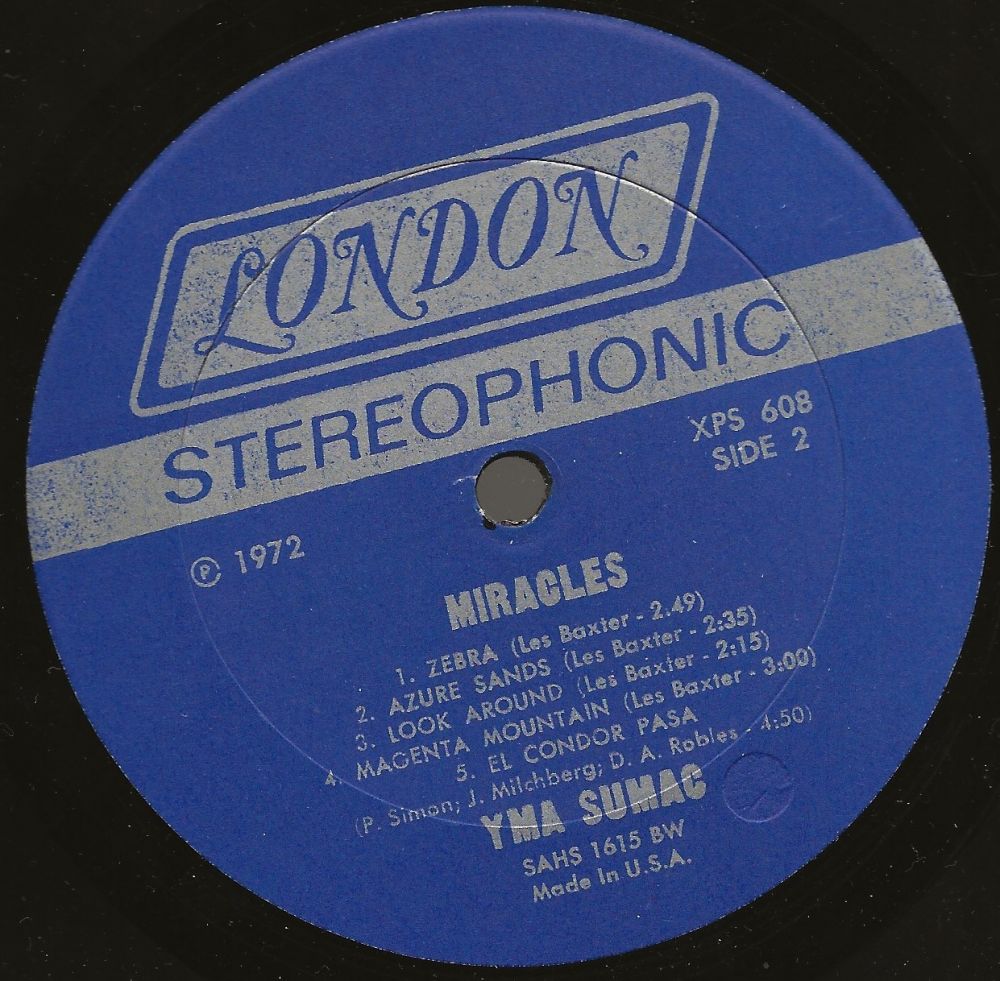 LONDON
STEREOPHONIC
XPS 608
SIDE 2
℗ 1972
MIRACLES
1. ZEBRA (Les Baxter - 2.49)
2. AZURE SANDS (Les Baxter - 2:35)
3. LOOK AROUND (Les Baxter - 2:15)
4. MAGENTA MOUNTAIN (Les Baxter - 3:00)
5. EL CONDOR PASA
(P. Simon; J. Milchberg; D. A. Robles - 4:50)
YMA SUMAC
SAHS 1615 BW
Made In U.S.A.